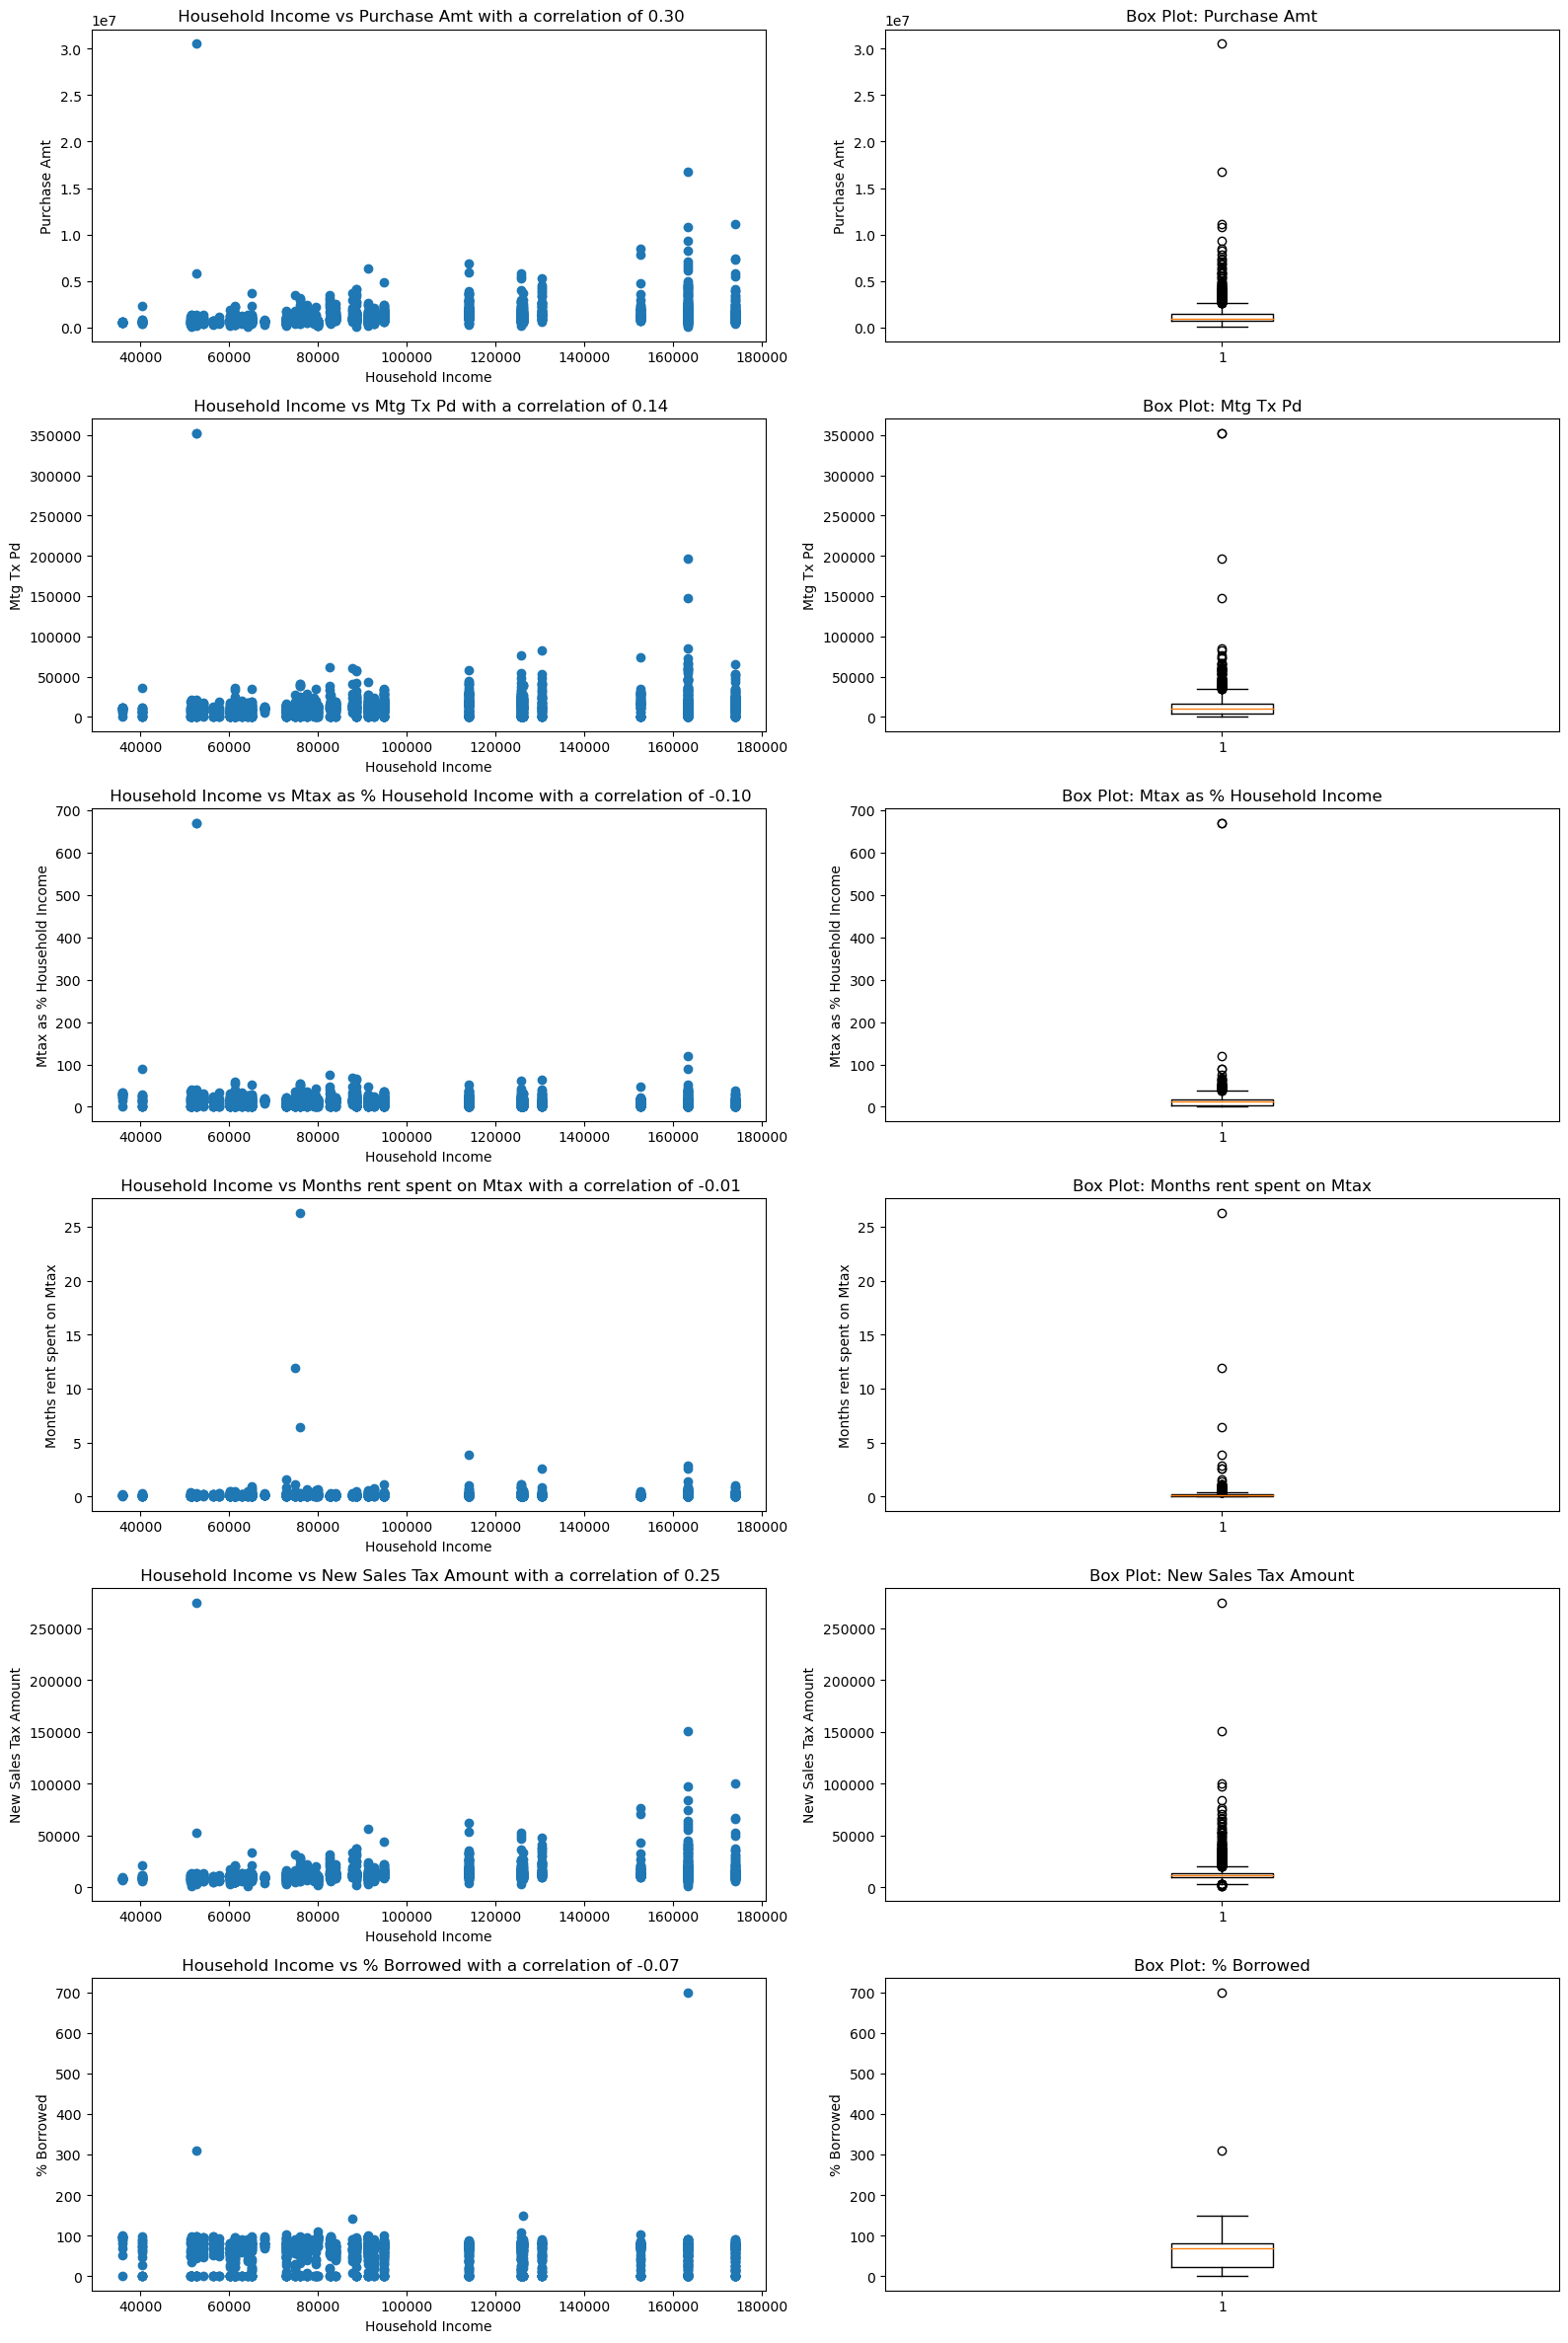 Household Income vs Purchase Amt with a correlation of 0.30
Box Plot: Purchase Amt
1e7
1e7
3.0
2.5
2.0
1.5
1.0
0.5
0.0
Purchase Amt
40000 60000 80000 100000 120000 140000 160000 180000
Household Income
3.0
2.5
2.0
1.5
1.0
0.5
0.0
Purchase Amt
1
Household Income vs Mtg Tx Pd with a correlation of 0.14
Box Plot: Mtg Tx Pd
350000
300000
250000
200000
150000
100000
50000
0
Mtg Tx Pd
40000 60000 80000 100000 120000 140000 160000 180000
Household Income
350000
300000
250000
200000
150000
100000
50000
0
Mtg Tx Pd
1
Household Income vs Mtax as % Household Income with a correlation of -0.10
Box Plot: Mtax as % Household Income
700
600
500
400
300
200
100
0
Mtax as % Household Income
40000 60000 80000 100000 120000 140000 160000 180000
Household Income
700
600
500
400
300
200
100
0
Mtax as % Household Income
1
Household Income vs Months rent spent on Mtax with a correlation of -0.01
Box Plot: Months rent spent on Mtax
25
20
15
10
5
0
Months rent spent on Mtax
40000 60000 80000 100000 120000 140000 160000 180000
Household Income
25
20
15
10
5
0
Months rent spent on Mtax
1
Household Income vs New Sales Tax Amount with a correlation of 0.25
Box Plot: New Sales Tax Amount
250000
200000
150000
100000
50000
0
New Sales Tax Amount
40000 60000 80000 100000 120000 140000 160000 180000
Household Income
250000
200000
150000
100000
50000
0
New Sales Tax Amount
1
Household Income vs % Borrowed with a correlation of -0.07
Box Plot: % Borrowed
700
600
500
400
300
200
100
0
% Borrowed
40000 60000 80000 100000 120000 140000 160000 180000
Household Income
700
600
500
400
300
200
100
0
% Borrowed
1